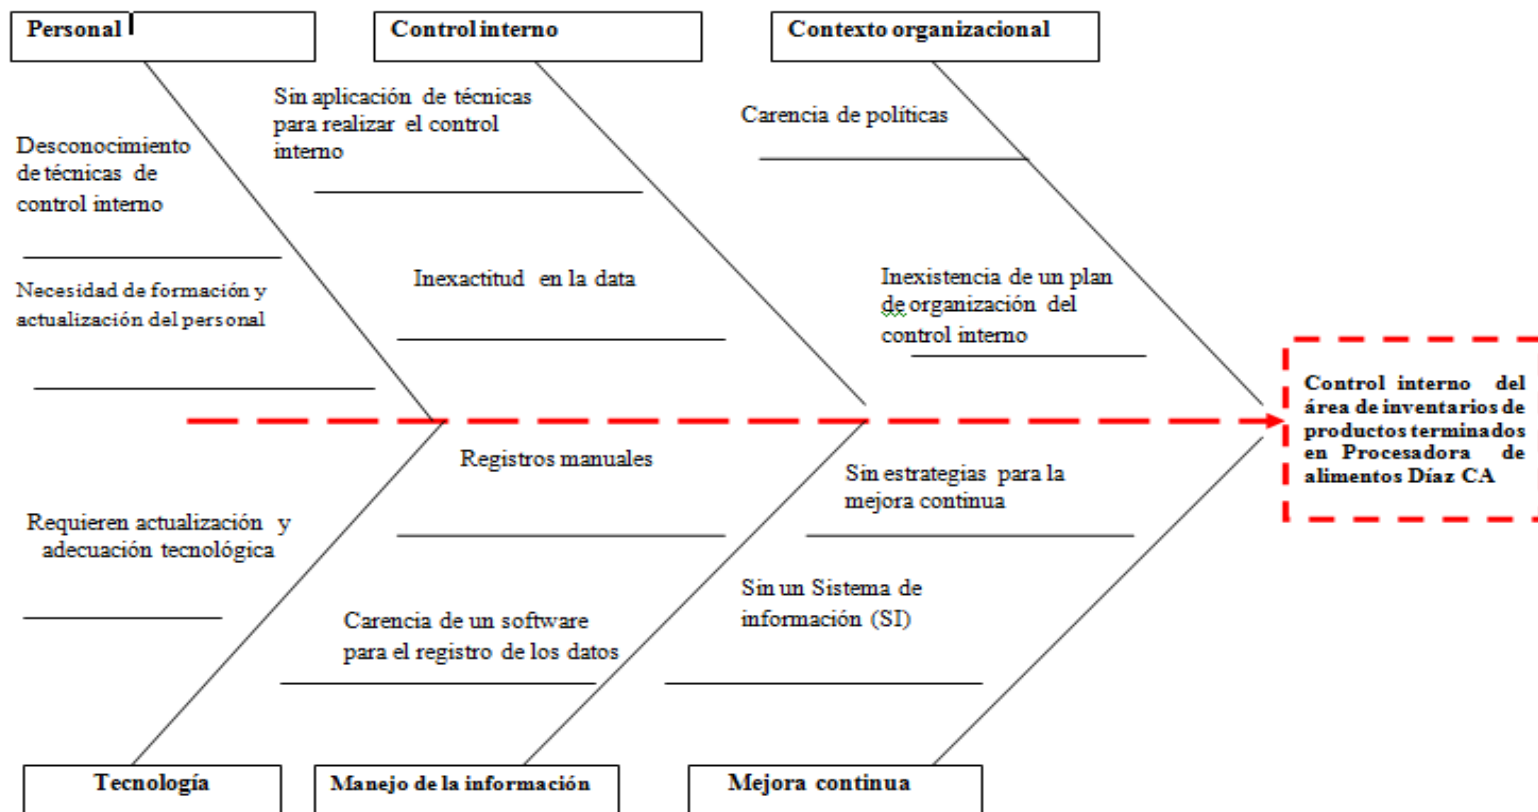 Personal
Control interno
Contexto organizacional
Sin aplicación de técnicas
para realizar el control
interno
Carencia de políticas
Desconocimiento
de técnicas de
control interno
Inexactitud en la data
Inexistencia de un plan
de organización del
control interno
Necesidad de formación y
actualización del personal
Control interno del
área de inventarios de
productos terminados
en Procesadora de
alimentos Díaz CA
Registros manuales
Sin estrategias para la
mejora continua
Requieren actualización y
adecuación tecnológica
Sin un Sistema de
información (SI)
Carencia de un software
para el registro de los datos
Tecnología
Manejo de la información
Mejora continua